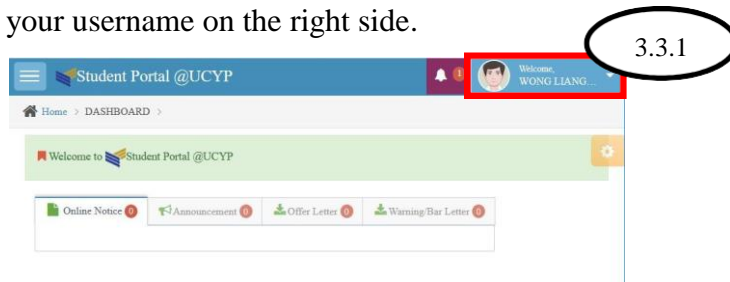 your username on the right side.
3.3.1
Student Portal @UCYP
1
Welcome,
WONG LIANG...
Home > DASHBOARD >
Welcome to Student Portal @UCYP
Online Notice 0 Announcement 0 Offer Letter 0 Warning/Bar Letter 0